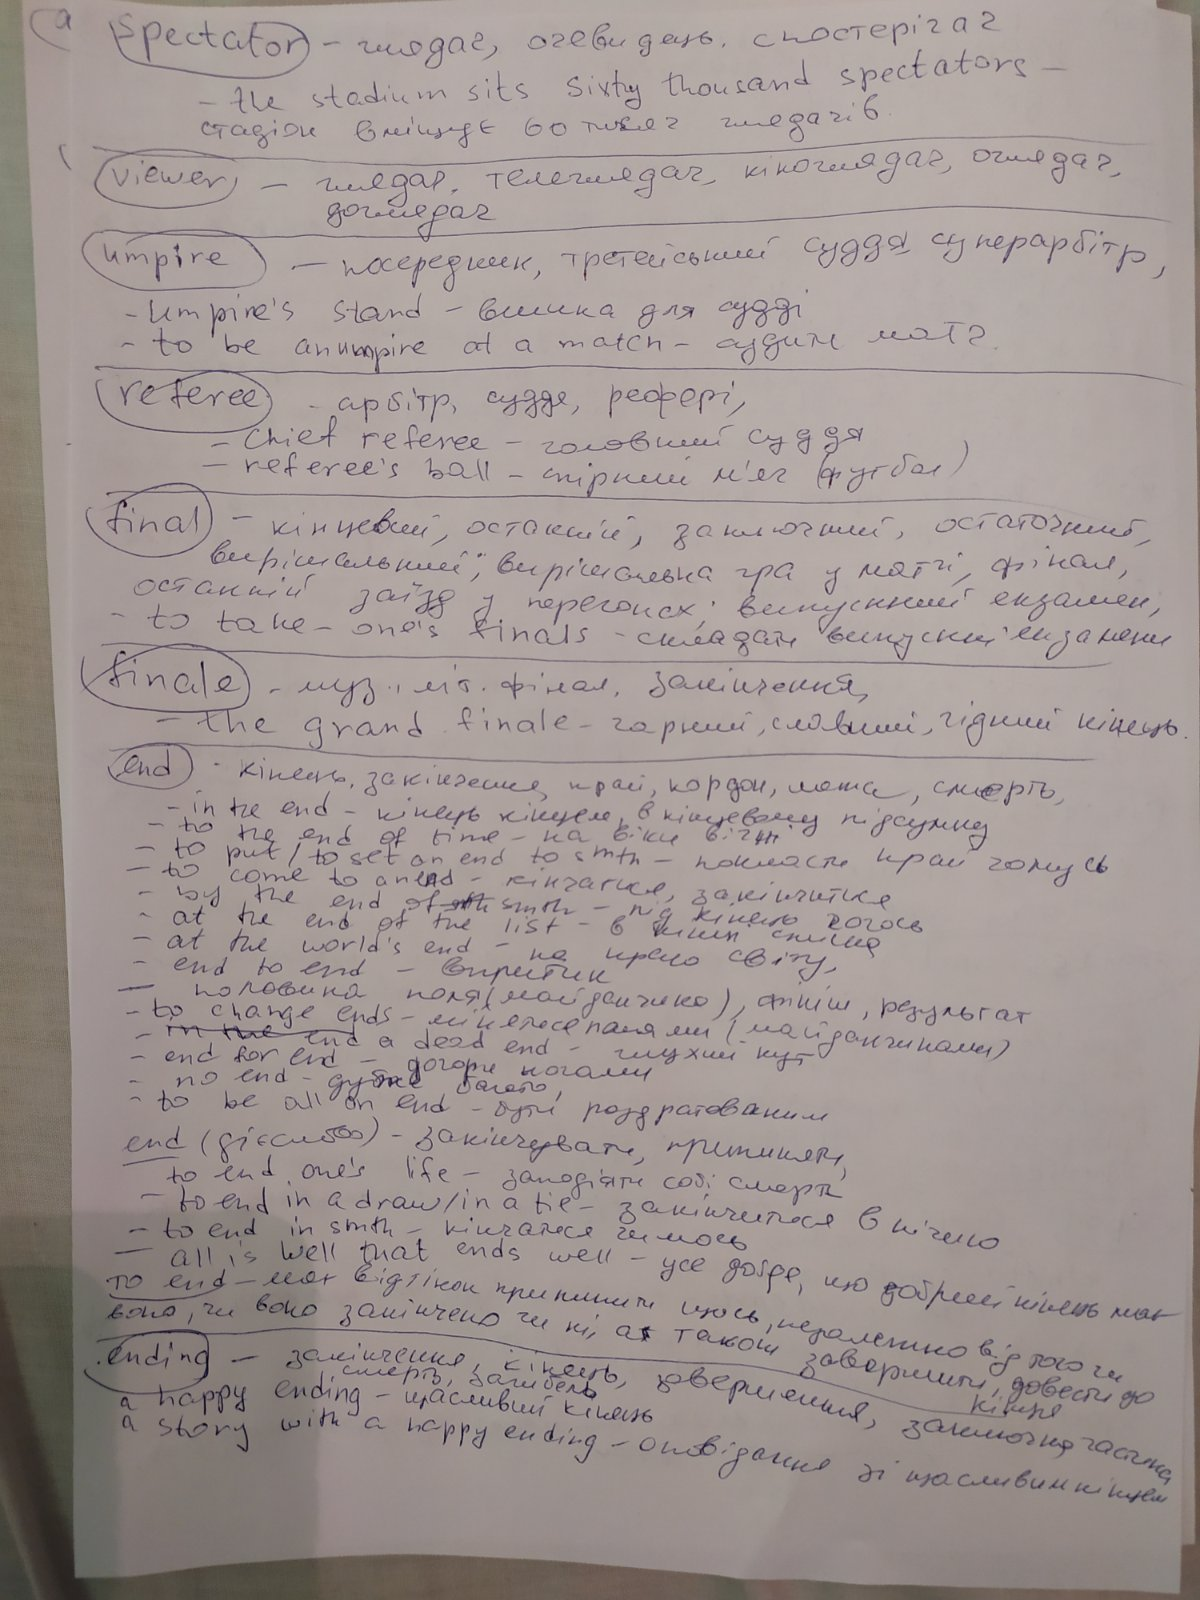 a
spectator – глядач, очевидець. спостерігач
– the stadium sits sixty thousand spectators –
стадіон вміщує 60 тисяч глядачів.
viewer – глядач, телеглядач, кіноглядач, оглядач,
доглядач
umpire – посередник, третейський суддя суперарбітр,
- umpire's stand – вишка для судді
- to be an umpire at a match – судити матч.
referee – арбітр, суддя, рефері,
– Chief referee – головний суддя
– referee's ball – спірний м'яч (футбол)
final – кінцевий, останній, заключний, остаточний,
вирішальний; вирішальна гра у матчі, фінал,
останній заїзд у перегонах; випускний екзамен,
- to take one's finals – складати випускні екзамени
finale – муз., літ. фінал, закінчення,
– the grand finale – гарний, славний, гідний кінець.
end - кінець, закінчення, край, кордон, межа, смерть,
- in the end – кінець кінцем, в кінцевому підсумку
- to the end of time – на віки вічні
- to put / to set an end to smth – покласти край чомусь
- to come to an end – кінчатися, закінчитися
- by the end of smth – під кінець чогось
- at the end of the list – в кінці списку
- at the world's end – на краю світу,
- end to end – впритик
– половина поля (майданчика), фініш, результат
- to change ends – мінятися полями (майданчиками)
- in the end a dead end – глухий кут
- end for end – догори ногами
- no end – дуже багато,
- to be all on end – бути роздратованим
end (дієслово) – закінчувати, припиняти,
to end one's life – заподіяти собі смерть
- to end in a draw/in a tie – закінчитися в нічию
- to end in smth – кінчатися чимось
– all is well that ends well – усе добре, що добрий кінець має
to end – має відтінок припинити щось, незалежно від того чи
воно, чи воно закінчено чи ні, а також завершити, довести до
кінця
ending – закінчення, кінець, завершення, заключна частина
смерть, загибель
a happy ending – щасливий кінець
a story with a happy ending – оповідання зі щасливим кінцем